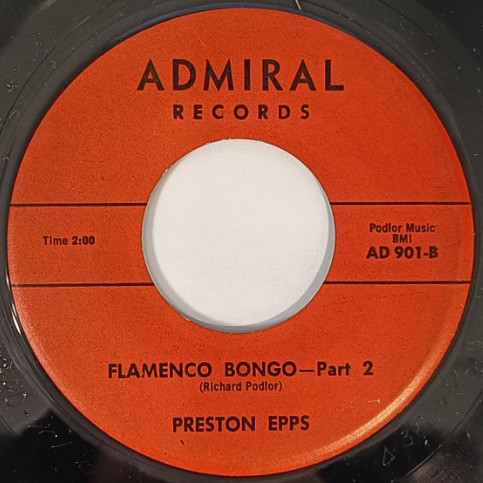 ADMIRAL
RECORDS
Time 2:00
Podlor Music
BMI
AD 901-B
FLAMENCO BONGO—Part 2
(Richard Podlor)
PRESTON EPPS